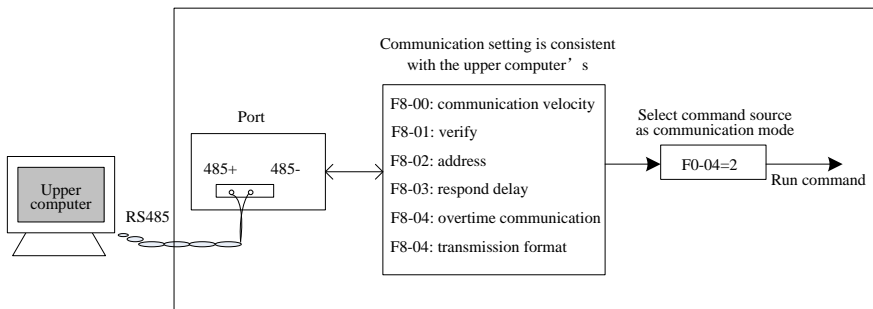 Communication setting is consistent
with the upper computer’s
Port
485+ 485-
F8-00: communication velocity
F8-01: verify
F8-02: address
F8-03: respond delay
F8-04: overtime communication
F8-04: transmission format
Select command source
as communication mode
F0-04=2
Run command
Upper
computer
RS485